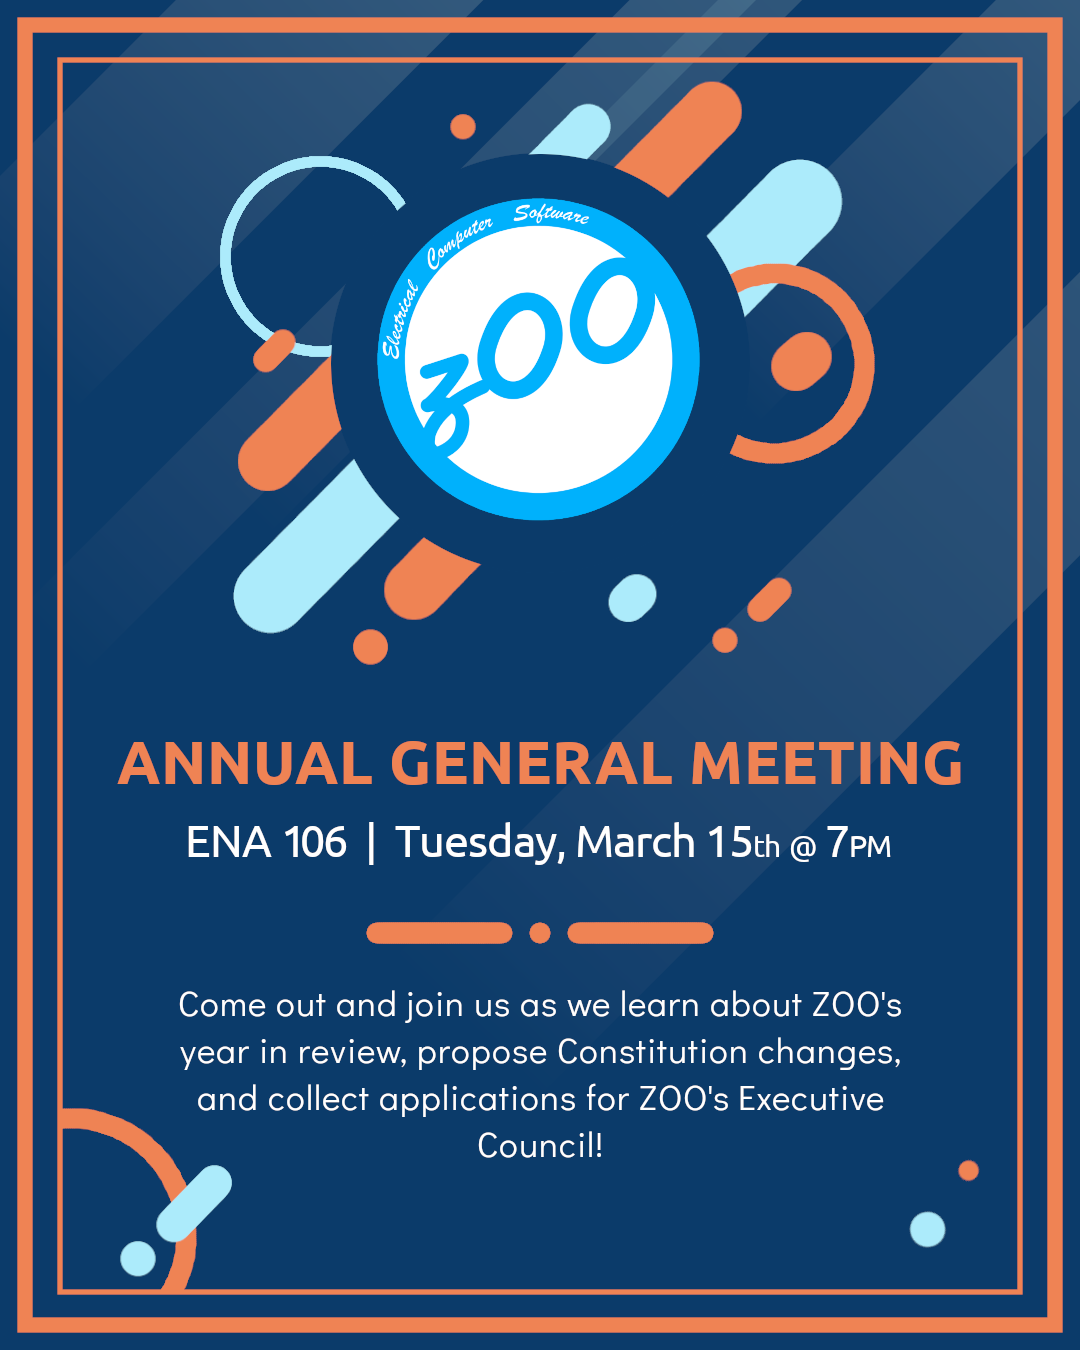 Electrical Computer Software
zoo
ANNUAL GENERAL MEETING
ENA 106 | Tuesday, March 15th @ 7PM
Come out and join us as we learn about ZOO's
year in review, propose Constitution changes,
and collect applications for ZOO's Executive
Council!